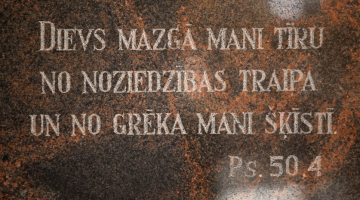 DIEVS MAZGĀ MANI TĪRU
NO NOZIEDZĪBAS TRAIPA
UN NO GRĒKA MANI ŠĶĪSTĪ.
PS. 50.4